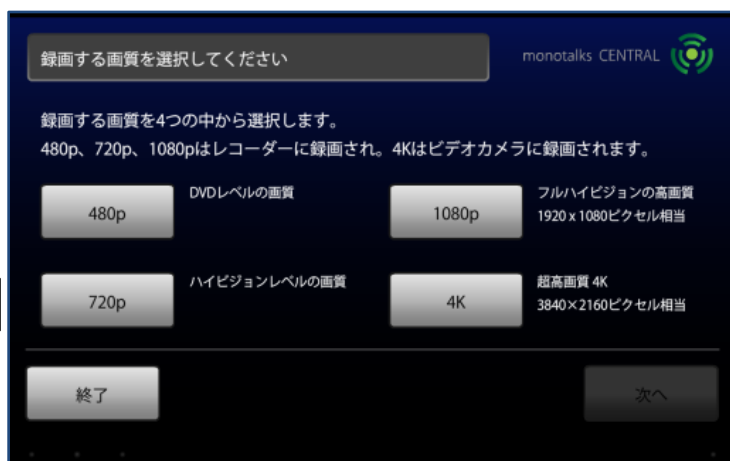 録画する画質を選択してください
monotalks CENTRAL
録画する画質を4つの中から選択します。
480p、720p、1080pはレコーダーに録画され。4Kはビデオカメラに録画されます。
480p
DVDレベルの画質
1080p
フルハイビジョンの高画質
1920 x 1080ピクセル相当
720p
ハイビジョンレベルの画質
4K
超高画質 4K
3840×2160ピクセル相当
終了
次へ